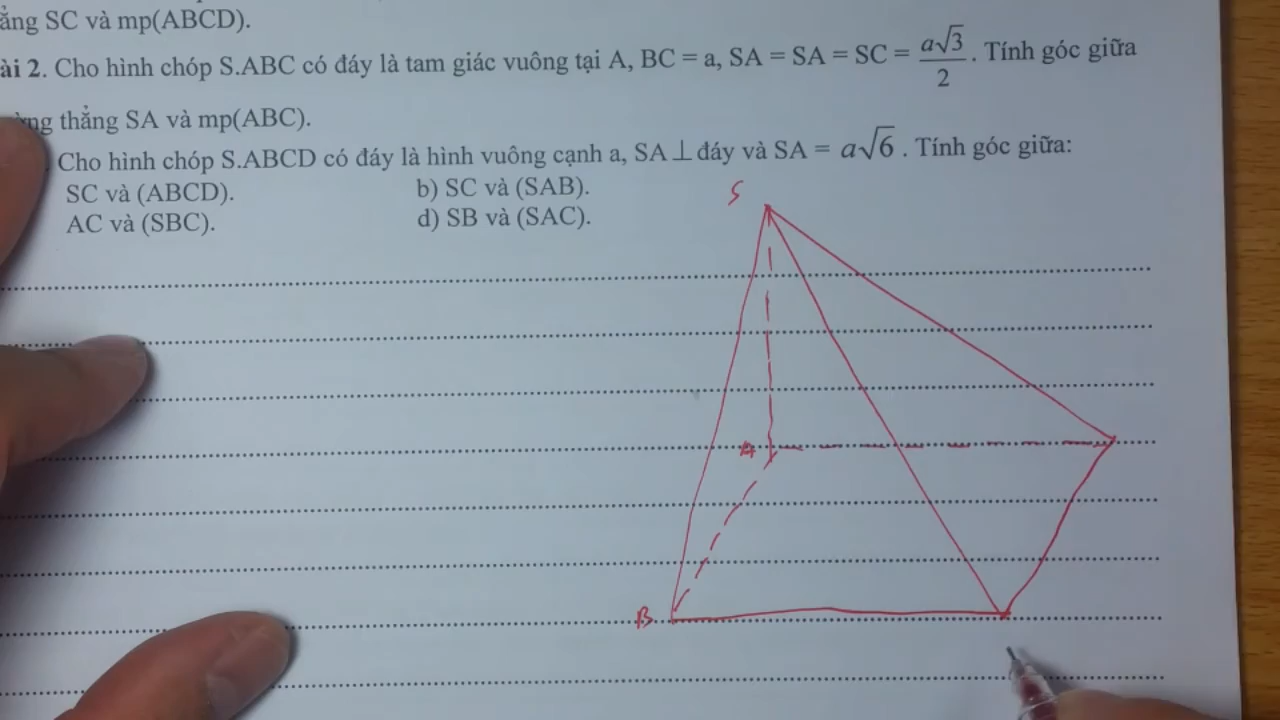 ẳng SC và mp(ABCD).
ài 2. Cho hình chóp S.ABC có đáy là tam giác vuông tại A, BC = a, SA = SA = SC = a√3/2. Tính góc giữa
ng thẳng SA và mp(ABC).
Cho hình chóp S.ABCD có đáy là hình vuông cạnh a, SA ⊥ đáy và SA = a√6. Tính góc giữa:
SC và (ABCD). b) SC và (SAB).
AC và (SBC). d) SB và (SAC).
S
A
B